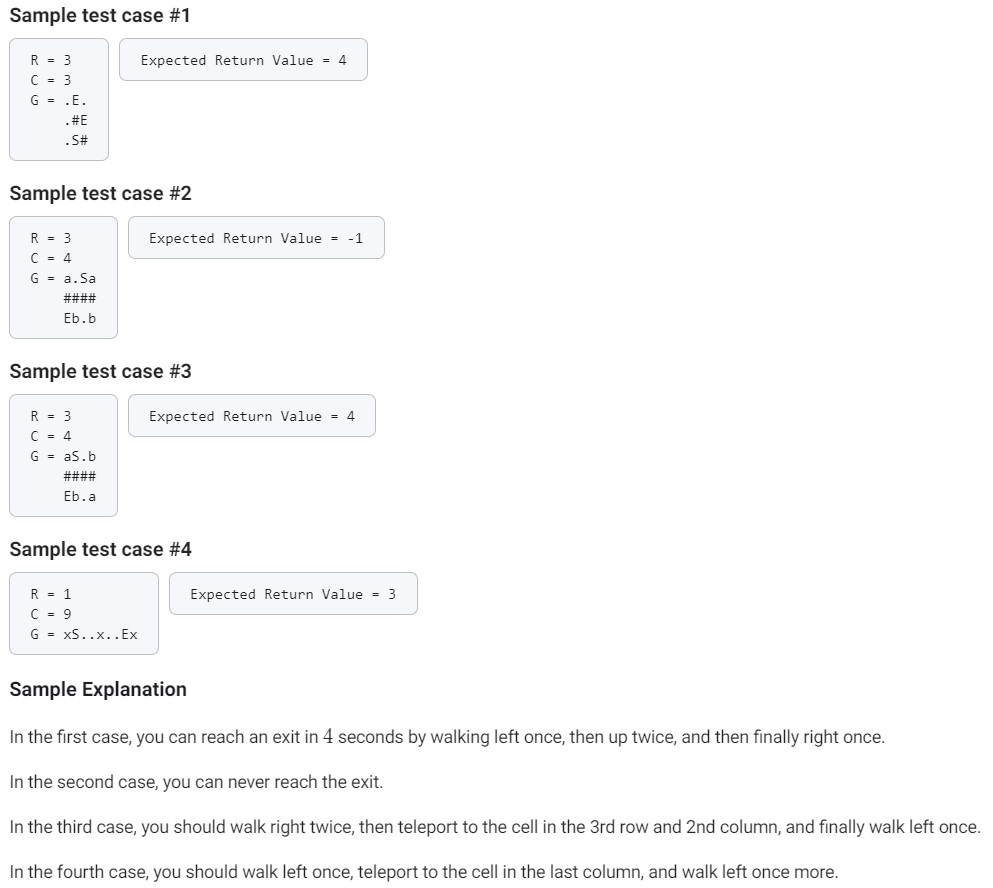 Sample test case #1
R = 3
C = 3
G = .E.
.#E
.S#
Expected Return Value = 4
Sample test case #2
R = 3
C = 4
G = a.Sa
####
Eb.b
Expected Return Value = -1
Sample test case #3
R = 3
C = 4
G = aS.b
####
Eb.a
Expected Return Value = 4
Sample test case #4
R = 1
C = 9
G = xS..x..Ex
Expected Return Value = 3
Sample Explanation
In the first case, you can reach an exit in 4 seconds by walking left once, then up twice, and then finally right once.
In the second case, you can never reach the exit.
In the third case, you should walk right twice, then teleport to the cell in the 3rd row and 2nd column, and finally walk left once.
In the fourth case, you should walk left once, teleport to the cell in the last column, and walk left once more.